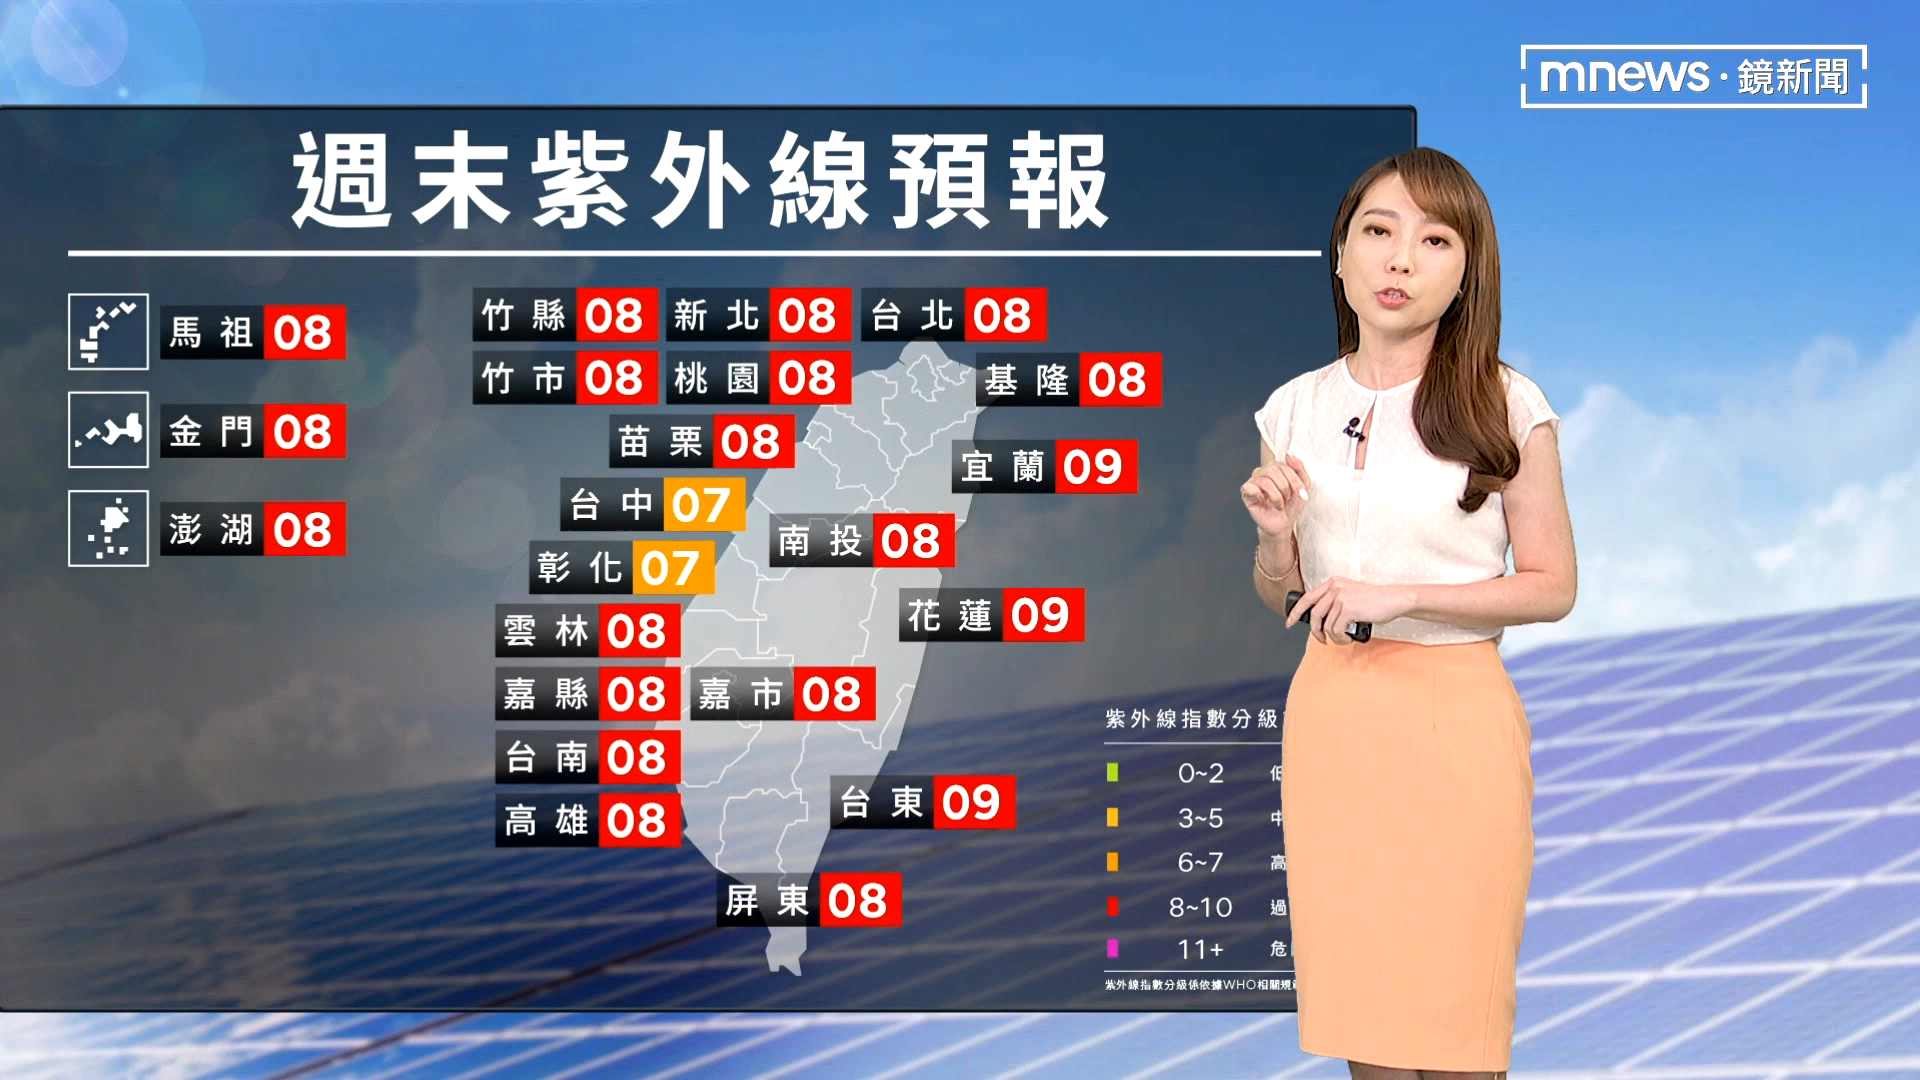 mnews·鏡新聞
週末紫外線預報
馬祖 08
金門 08
澎湖 08
竹縣 08 新北 08 台北 08
竹市 08 桃園 08 基隆 08
苗栗 08
宜蘭 09
台中 07
南投 08
彰化 07
花蓮 09
雲林 08
嘉縣 08 嘉市 08
台南 08
台東 09
高雄 08
屏東 08
紫外線指數分級
0~2
3~5 中
6~7 高
8~10 過
11+ 危
紫外線指數分級係依據WHO相關規